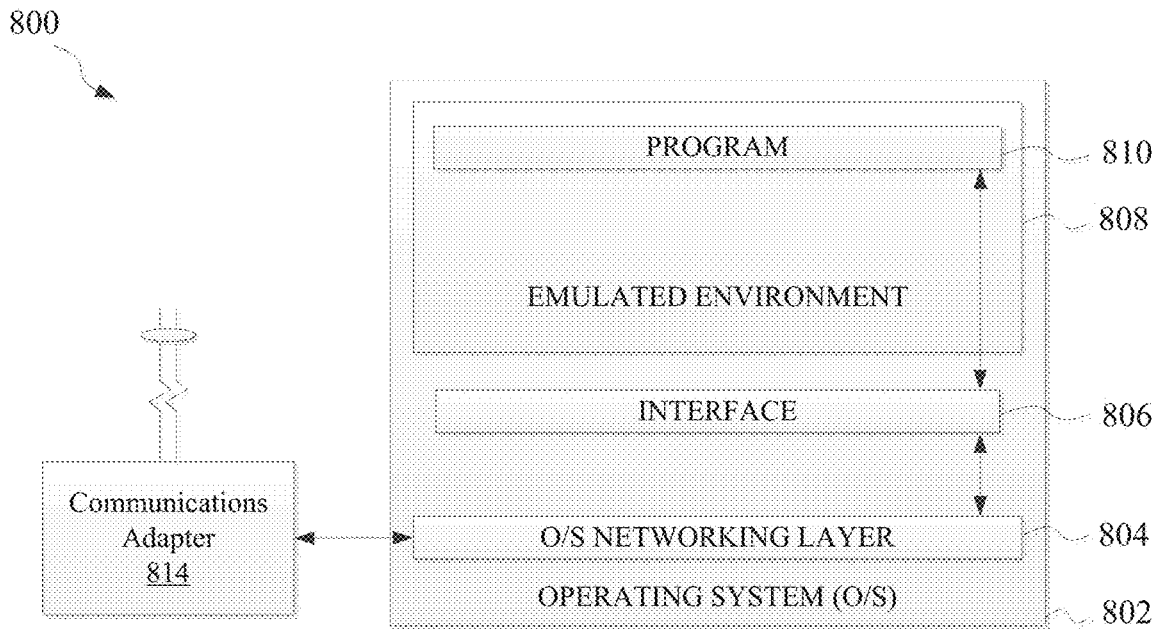 800
PROGRAM
810
808
EMULATED ENVIRONMENT
INTERFACE
806
Communications
Adapter
814
O/S NETWORKING LAYER
804
OPERATING SYSTEM (O/S)
802